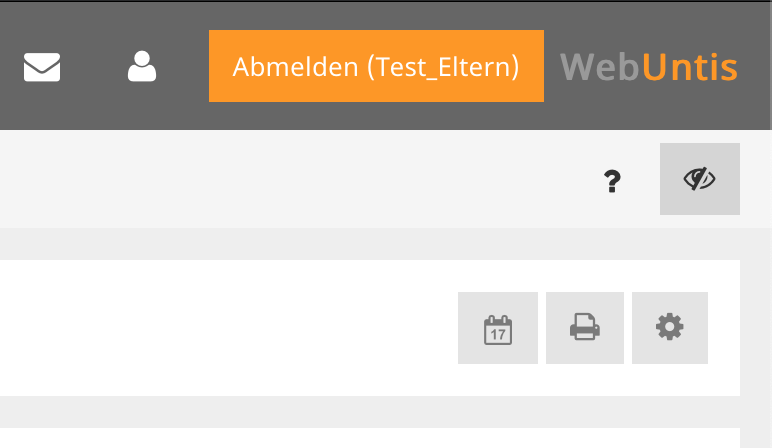 Abmelden (Test_Eltern)
WebUntis
?
17